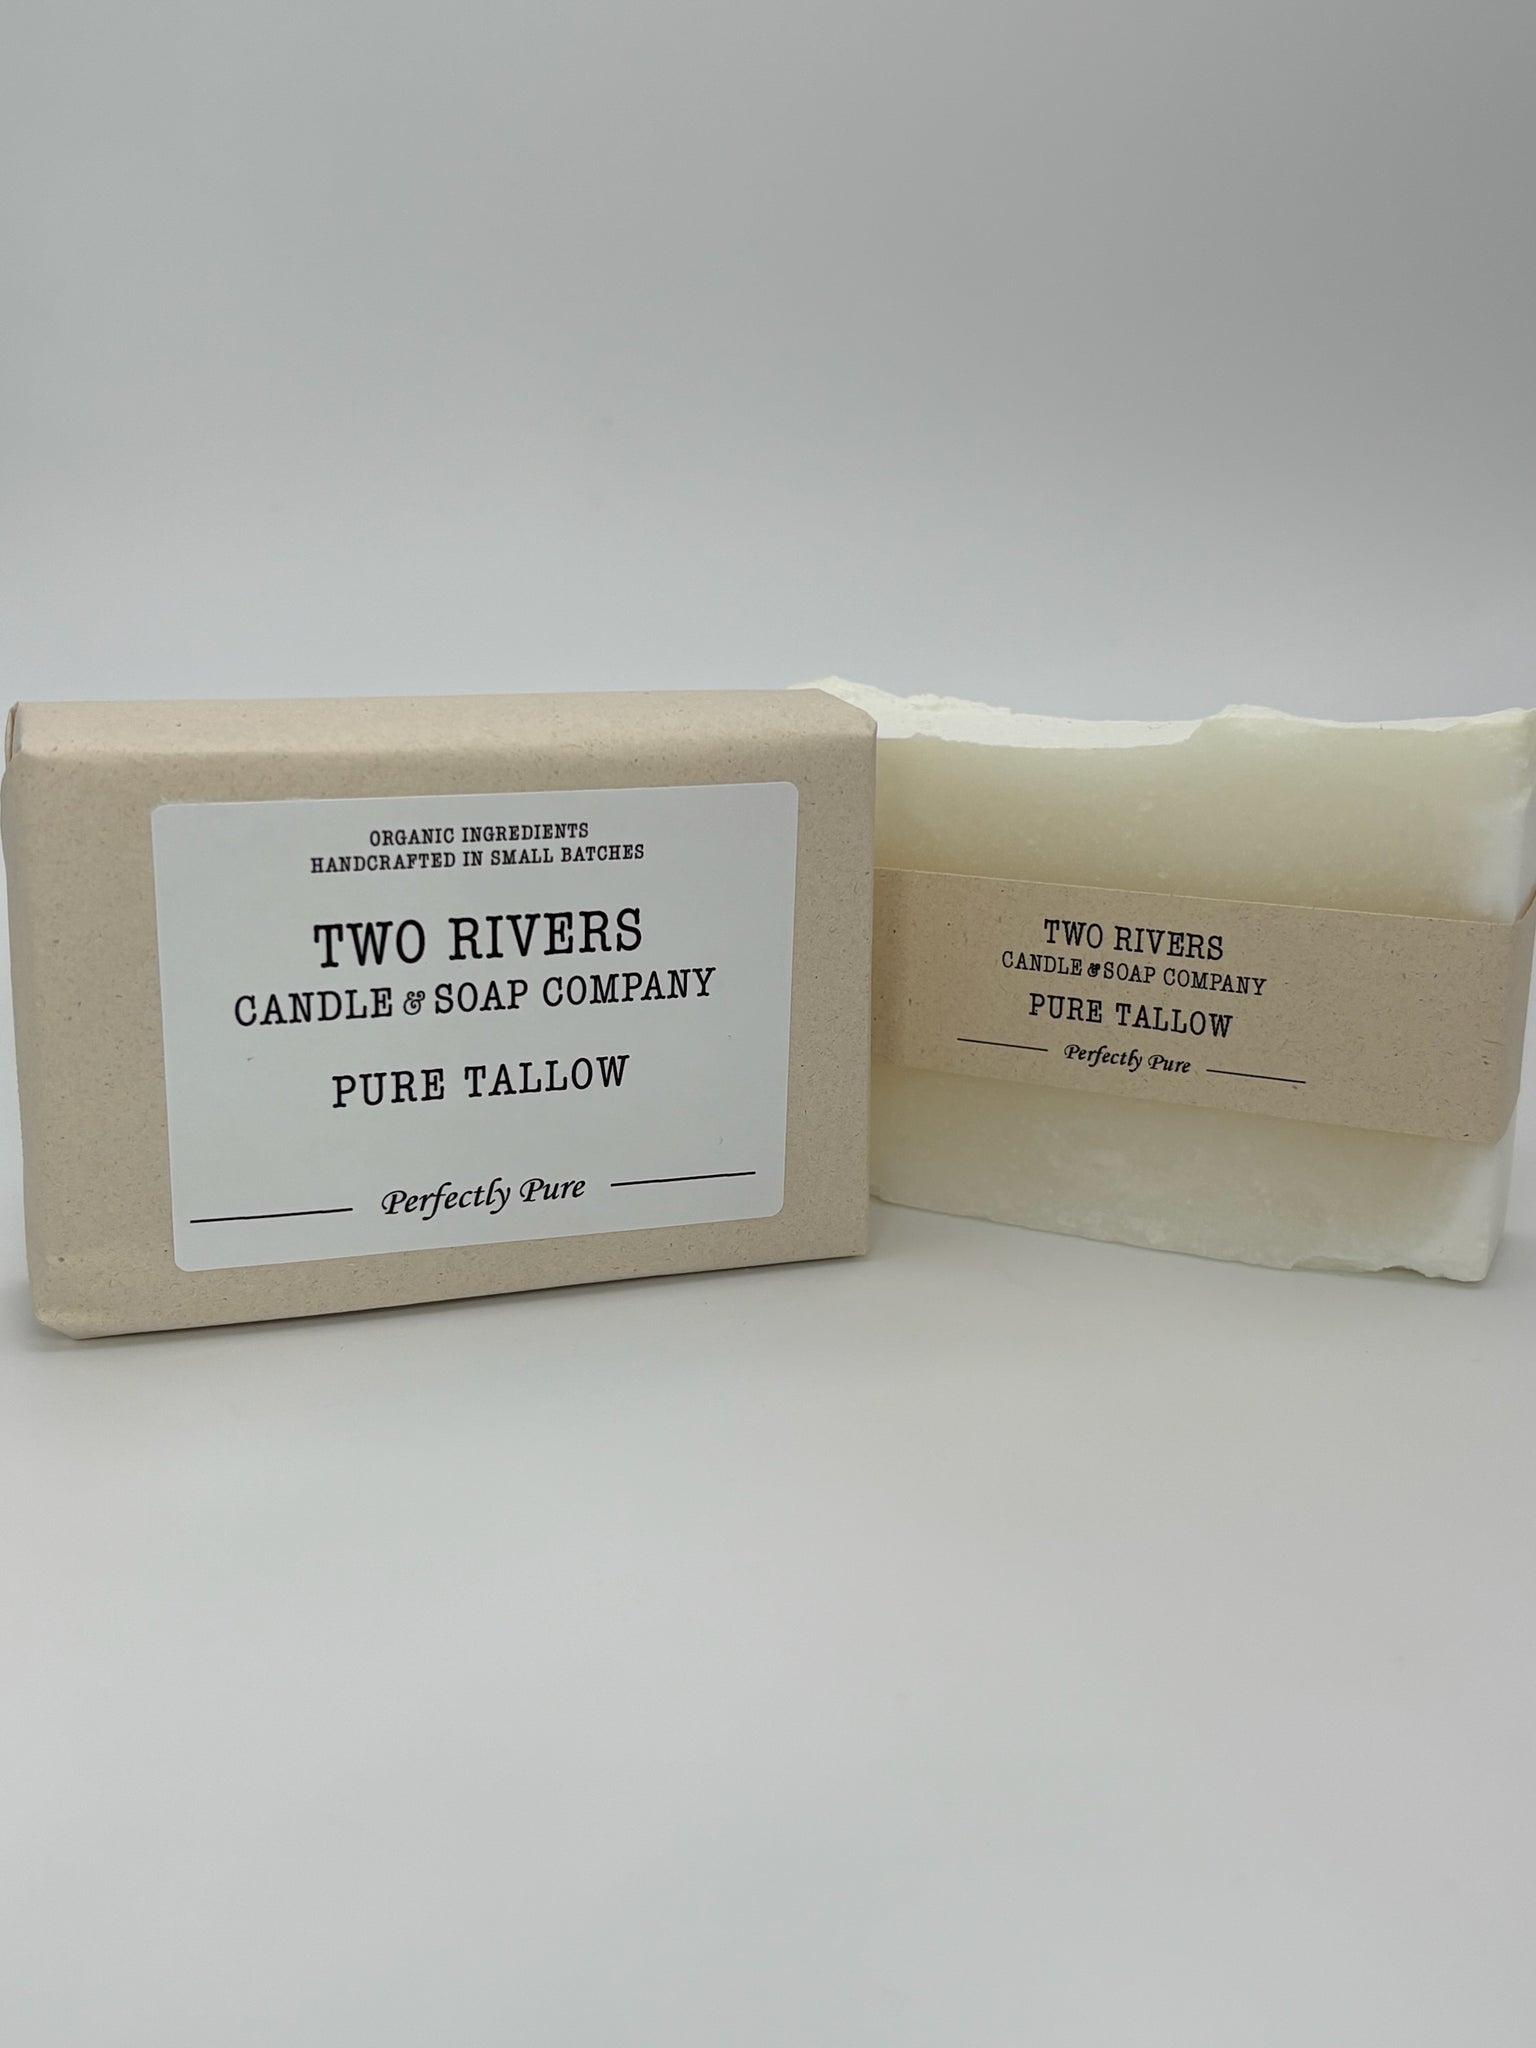 ORGANIC INGREDIENTS
HANDCRAFTED IN SMALL BATCHES
TWO RIVERS
CANDLE & SOAP COMPANY
PURE TALLOW
Perfectly Pure
TWO RIVERS
CANDLE & SOAP COMPANY
PURE TALLOW
Perfectly Pure